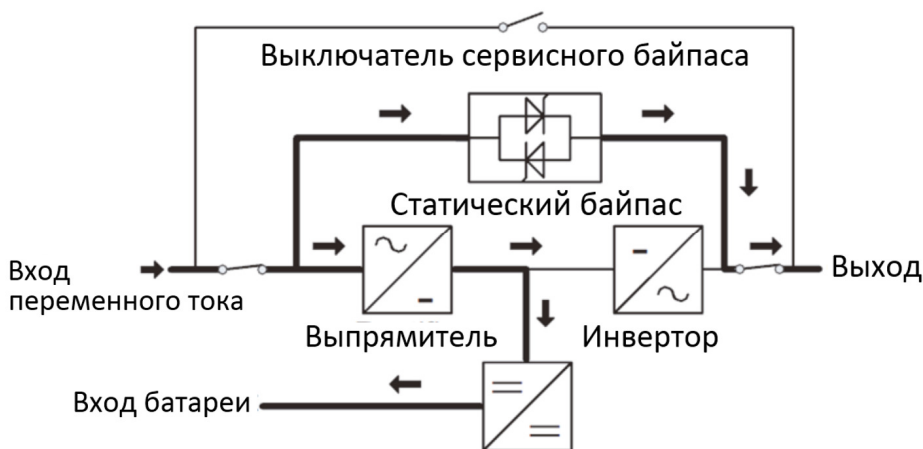 Выключатель сервисного байпаса
Статический байпас
Вход
переменного тока
Выход
Выпрямитель
Инвертор
Вход батареи